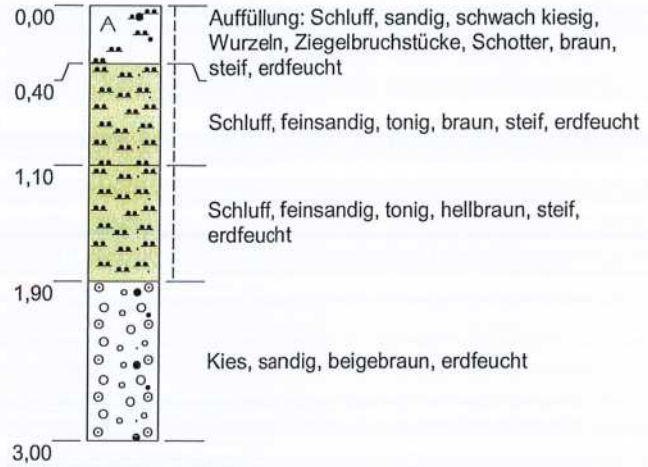 0,00
A
Auffüllung: Schluff, sandig, schwach kiesig,
Wurzeln, Ziegelbruchstücke, Schotter, braun,
steif, erdfeucht
0,40
Schluff, feinsandig, tonig, braun, steif, erdfeucht
1,10
Schluff, feinsandig, tonig, hellbraun, steif,
erdfeucht
1,90
Kies, sandig, beigebraun, erdfeucht
3,00